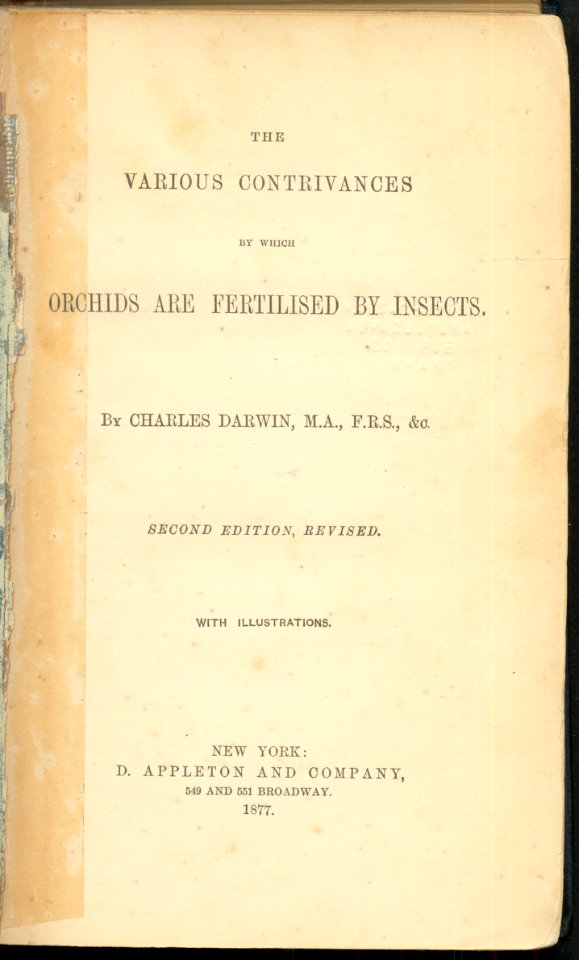 THE
VARIOUS CONTRIVANCES
BY WHICH
ORCHIDS ARE FERTILISED BY INSECTS.
BY CHARLES DARWIN, M.A., F.R.S., &c.
SECOND EDITION, REVISED.
WITH ILLUSTRATIONS.
NEW YORK:
D. APPLETON AND COMPANY,
549 AND 551 BROADWAY.
1877.